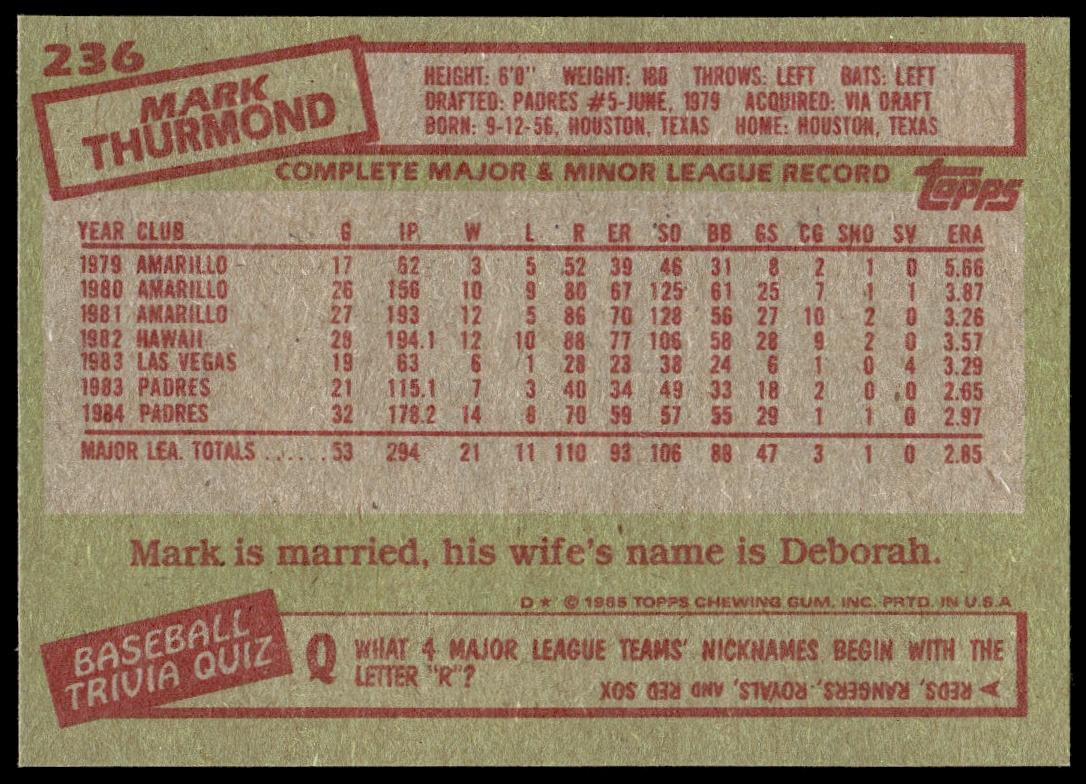 236
MARK
THURMOND
HEIGHT: 6'0" WEIGHT: 180 THROWS: LEFT BATS: LEFT
DRAFTED: PADRES #5-JUNE, 1979 ACQUIRED: VIA DRAFT
BORN: 9-12-56, HOUSTON, TEXAS HOME: HOUSTON, TEXAS
COMPLETE MAJOR & MINOR LEAGUE RECORD
topps
YEAR CLUB G IP W L R ER SO BB GS CG SHO SV ERA
1979 AMARILLO 17 62 3 5 52 39 46 31 8 2 1 0 5.66
1980 AMARILLO 26 156 10 9 80 67 125 61 25 7 1 1 3.87
1981 AMARILLO 27 193 12 5 86 70 128 56 27 10 2 0 3.26
1982 HAWAII 28 194.1 12 10 88 77 106 58 28 9 2 0 3.57
1983 LAS VEGAS 19 63 6 1 28 23 38 24 6 1 0 4 3.29
1983 PADRES 21 115.1 7 3 40 34 49 33 18 2 0 0 2.65
1984 PADRES 32 178.2 14 8 70 59 57 55 29 1 1 0 2.97
MAJOR LEA. TOTALS ...... 53 294 21 11 110 93 106 88 47 3 1 0 2.85
Mark is married, his wife's name is Deborah.
D* © 1985 TOPPS CHEWING GUM, INC. PRTD. IN U.S.A
BASEBALL
TRIVIA QUIZ
Q WHAT 4 MAJOR LEAGUE TEAMS' NICKNAMES BEGIN WITH THE
LETTER "R"?
A REDS, RANGERS, ROYALS, AND RED SOX